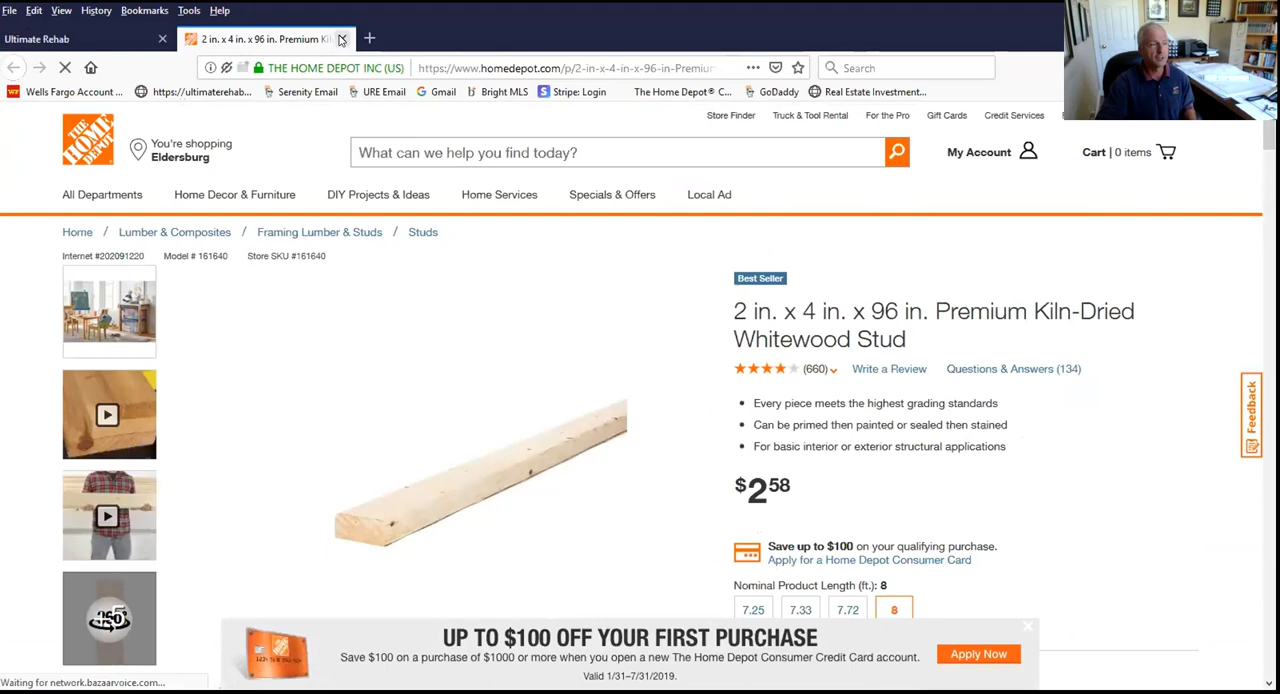 File Edit View History Bookmarks Tools Help
Ultimate Rehab
2 in. x 4 in. x 96 in. Premium Kil
THE HOME DEPOT INC (US) https://www.homedepot.com/p/2-in-x-4-in-x-96-in-Premium- Search
Wells Fargo Account ... https://ultimaterehab... Serenity Email URE Email Gmail Bright MLS Stripe: Login The Home Depot® C... GoDaddy Real Estate Investment...
Store Finder Truck & Tool Rental For the Pro Gift Cards Credit Services
THE HOME DEPOT
You're shopping
Eldersburg
What can we help you find today?
My Account Cart | 0 items
All Departments Home Decor & Furniture DIY Projects & Ideas Home Services Specials & Offers Local Ad
Home / Lumber & Composites / Framing Lumber & Studs / Studs
Internet #202091220 Model # 161640 Store SKU #161640
Best Seller
2 in. x 4 in. x 96 in. Premium Kiln-Dried
Whitewood Stud
(660) Write a Review Questions & Answers (134)
• Every piece meets the highest grading standards
• Can be primed then painted or sealed then stained
• For basic interior or exterior structural applications
$2 58
Save up to $100 on your qualifying purchase.
Apply for a Home Depot Consumer Card
Nominal Product Length (ft.): 8
7.25 7.33 7.72 8
Feedback
360°
UP TO $100 OFF YOUR FIRST PURCHASE
Save $100 on a purchase of $1000 or more when you open a new The Home Depot Consumer Credit Card account.
Valid 1/31–7/31/2019.
Apply Now
Waiting for network.bazaarvoice.com...